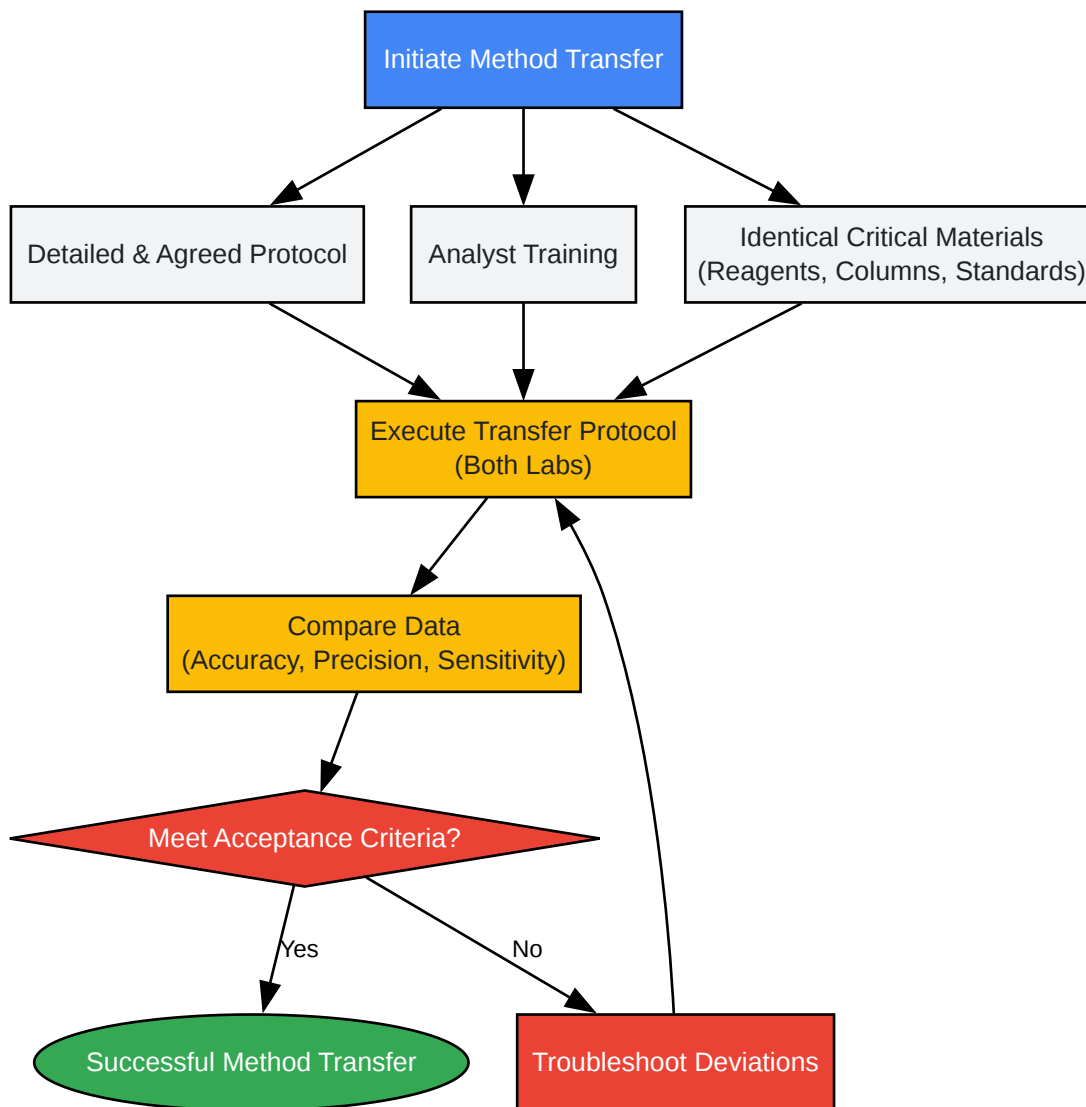 Initiate Method Transfer
Detailed & Agreed Protocol
Analyst Training
Identical Critical Materials
(Reagents, Columns, Standards)
Execute Transfer Protocol
(Both Labs)
Compare Data
(Accuracy, Precision, Sensitivity)
Meet Acceptance Criteria?
Yes
No
Successful Method Transfer
Troubleshoot Deviations